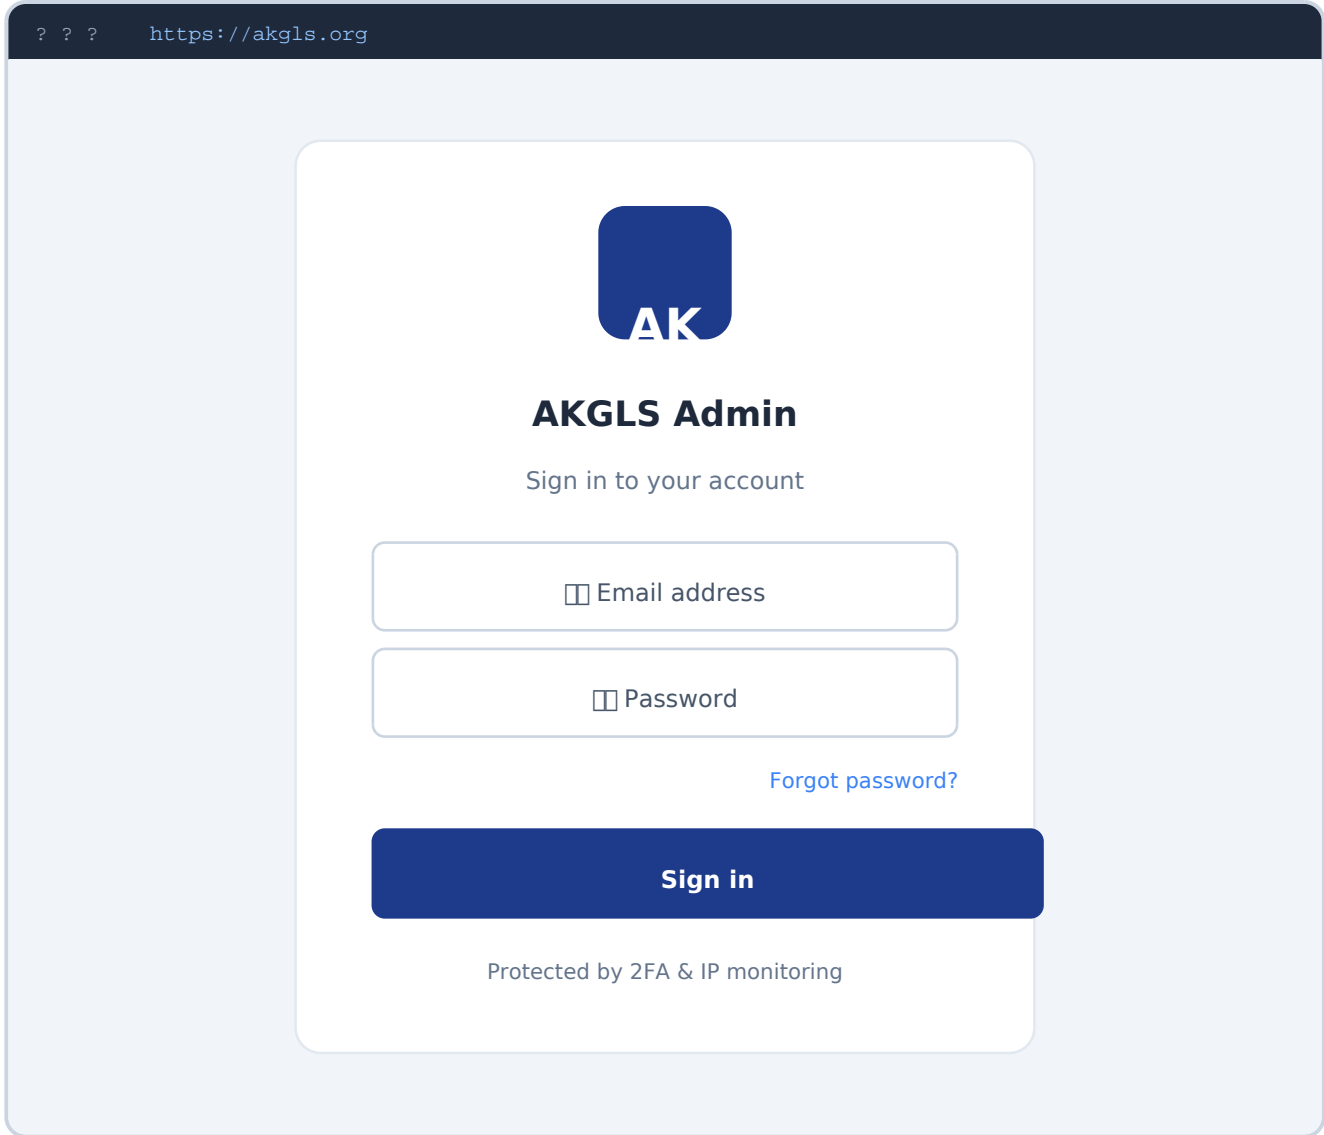 ? ? ? https://akgls.org
AK
AKGLS Admin
Sign in to your account
Email address
Password
Forgot password?
Sign in
Protected by 2FA & IP monitoring